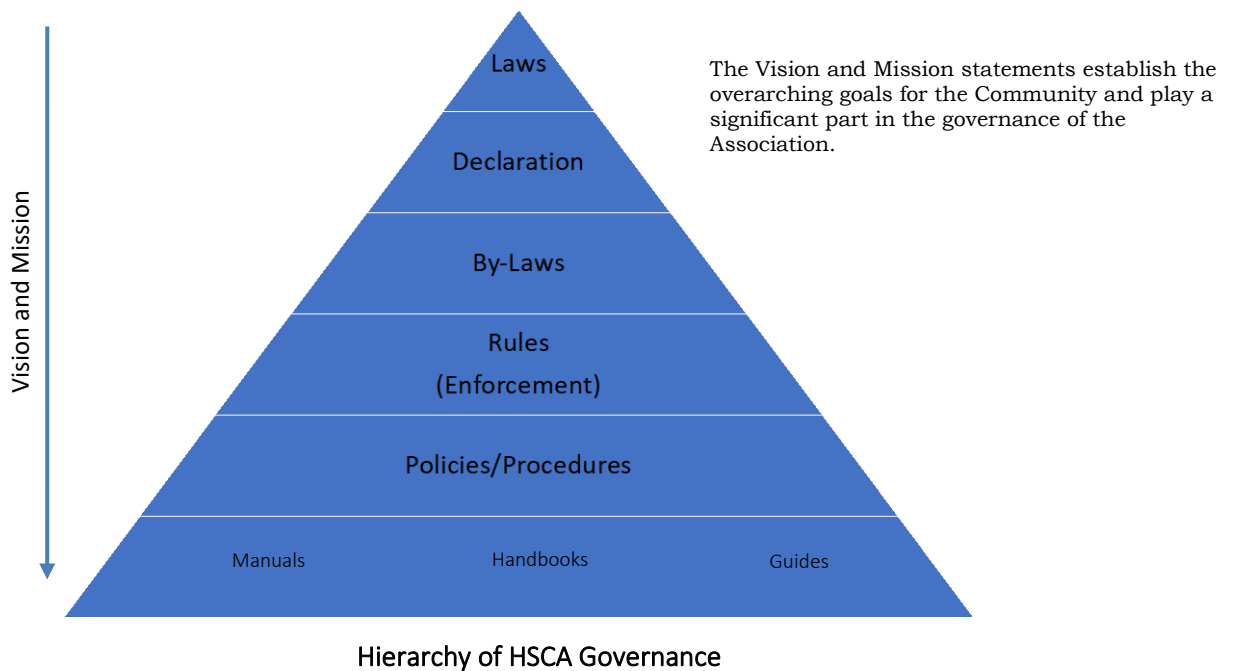 Laws
The Vision and Mission statements establish the
overarching goals for the Community and play a
significant part in the governance of the
Association.
Declaration
Vision and Mission
By-Laws
Rules
(Enforcement)
Policies/Procedures
Manuals Handbooks Guides
Hierarchy of HSCA Governance